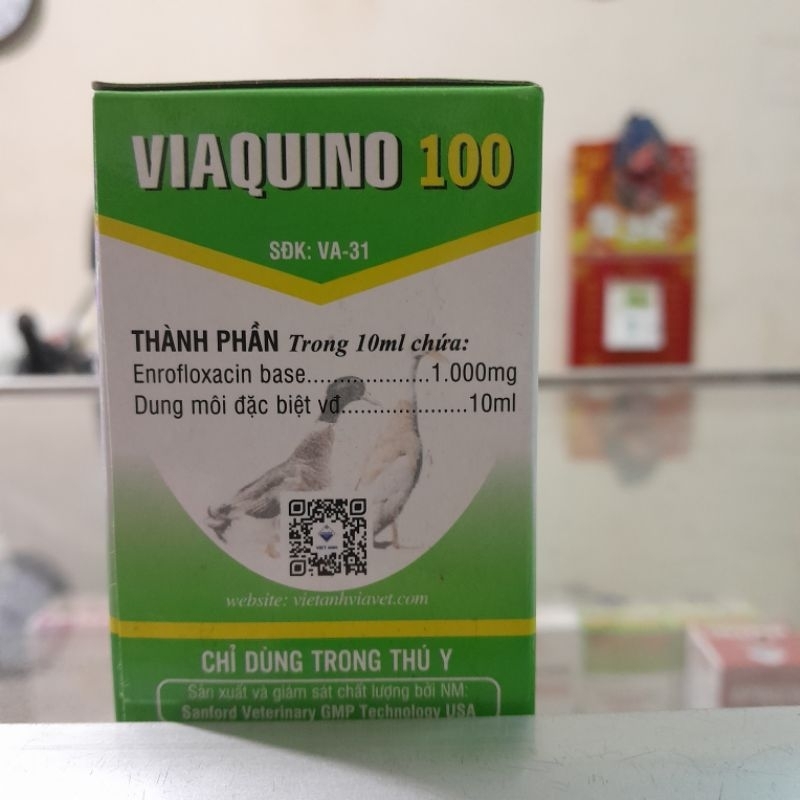 VIAQUINO 100
SĐK: VA-31
THÀNH PHẦN Trong 10ml chứa:
Enrofloxacin base....................1.000mg
Dung môi đặc biệt vđ....................10ml
VIET ANH
website: vietanhviavet.com
CHỈ DÙNG TRONG THÚ Y
Sản xuất và giám sát chất lượng bởi NM:
Sanford Veterinary GMP Technology USA